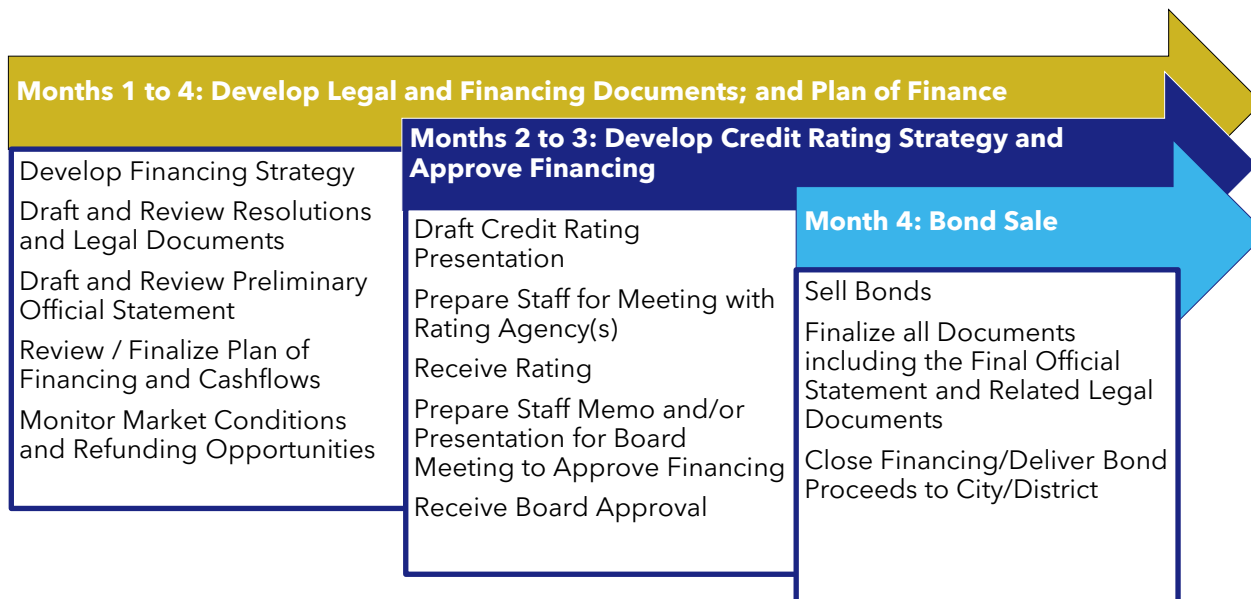 Months 1 to 4: Develop Legal and Financing Documents; and Plan of Finance
Develop Financing Strategy
Draft and Review Resolutions
and Legal Documents
Draft and Review Preliminary
Official Statement
Review / Finalize Plan of
Financing and Cashflows
Monitor Market Conditions
and Refunding Opportunities
Months 2 to 3: Develop Credit Rating Strategy and
Approve Financing
Draft Credit Rating
Presentation
Prepare Staff for Meeting with
Rating Agency(s)
Receive Rating
Prepare Staff Memo and/or
Presentation for Board
Meeting to Approve Financing
Receive Board Approval
Month 4: Bond Sale
Sell Bonds
Finalize all Documents
including the Final Official
Statement and Related Legal
Documents
Close Financing/Deliver Bond
Proceeds to City/District